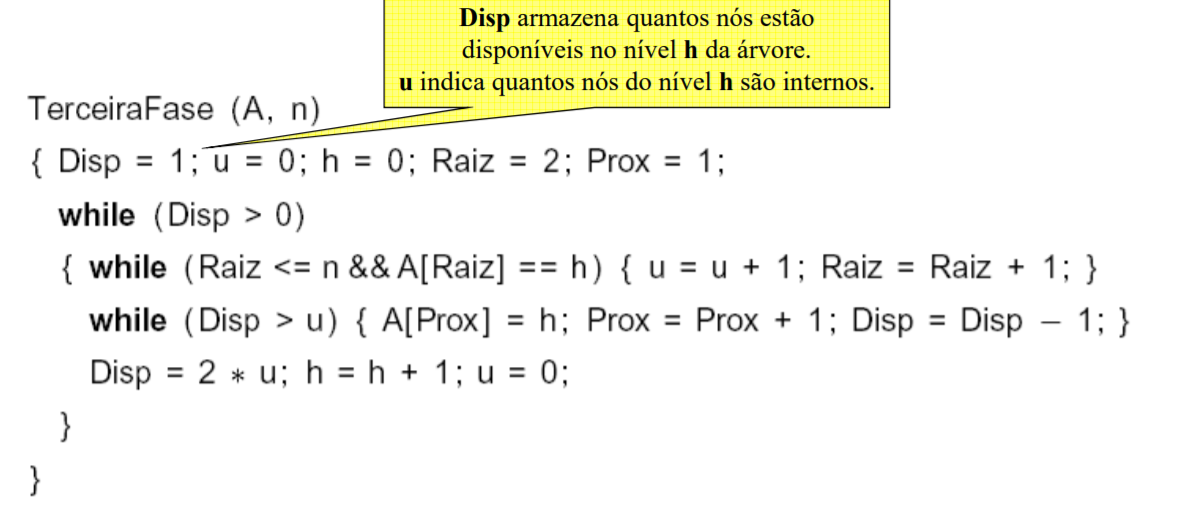 Disp armazena quantos nós estão
disponíveis no nível h da árvore.
u indica quantos nós do nível h são internos.
TerceiraFase (A, n)
{ Disp = 1; u = 0; h = 0; Raiz = 2; Prox = 1;
while (Disp > 0)
{ while (Raiz <= n && A[Raiz] == h) { u = u + 1; Raiz = Raiz + 1; }
while (Disp > u) { A[Prox] = h; Prox = Prox + 1; Disp = Disp − 1; }
Disp = 2 * u; h = h + 1; u = 0;
}
}